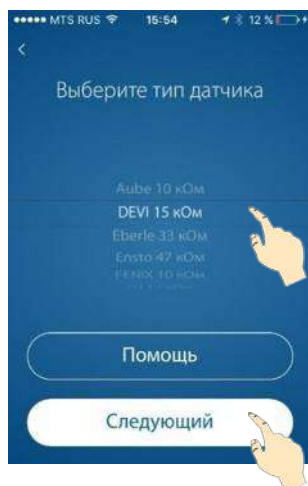 MTS RUS 15:54 12 %
Выберите тип датчика
Aube 10 кОм
DEVI 15 кОм
Eberle 33 кОм
Ensto 47 кОм
FENIX 10 кОм
Помощь
Следующий